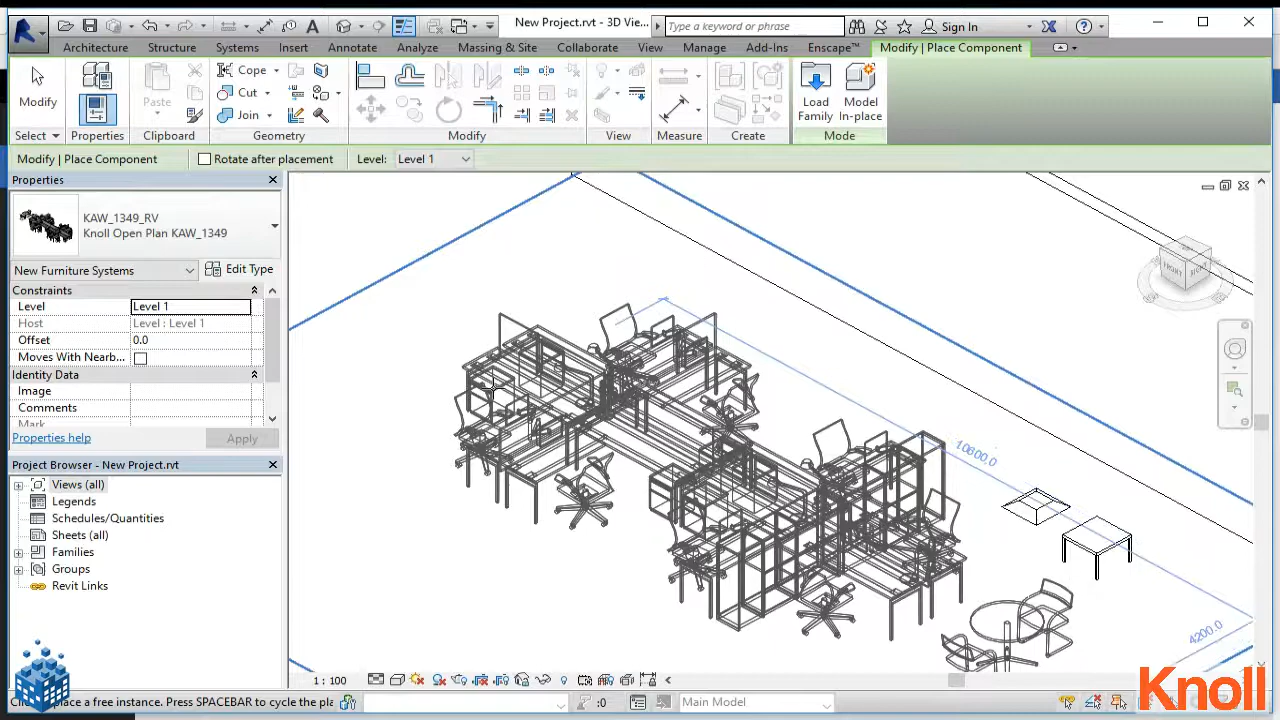 New Project.rvt - 3D Vie...
Type a keyword or phrase
Sign In
Architecture Structure Systems Insert Annotate Analyze Massing & Site Collaborate View Manage Add-Ins Enscape™ Modify | Place Component
Modify
Paste
Cope
Cut
Join
Load Family
Model In-place
Select Properties Clipboard Geometry Modify View Measure Create Mode
Modify | Place Component
Rotate after placement
Level: Level 1
Properties
KAW_1349_RV
Knoll Open Plan KAW_1349
New Furniture Systems
Edit Type
Constraints
Level Level 1
Host Level : Level 1
Offset 0.0
Moves With Nearb...
Identity Data
Image
Comments
Mark
Properties help
Apply
Project Browser - New Project.rvt
Views (all)
Legends
Schedules/Quantities
Sheets (all)
Families
Groups
Revit Links
FRONT
RIGHT
10600.0
4200.0
1 : 100
place a free instance. Press SPACEBAR to cycle the pla
:0
Main Model
Knoll